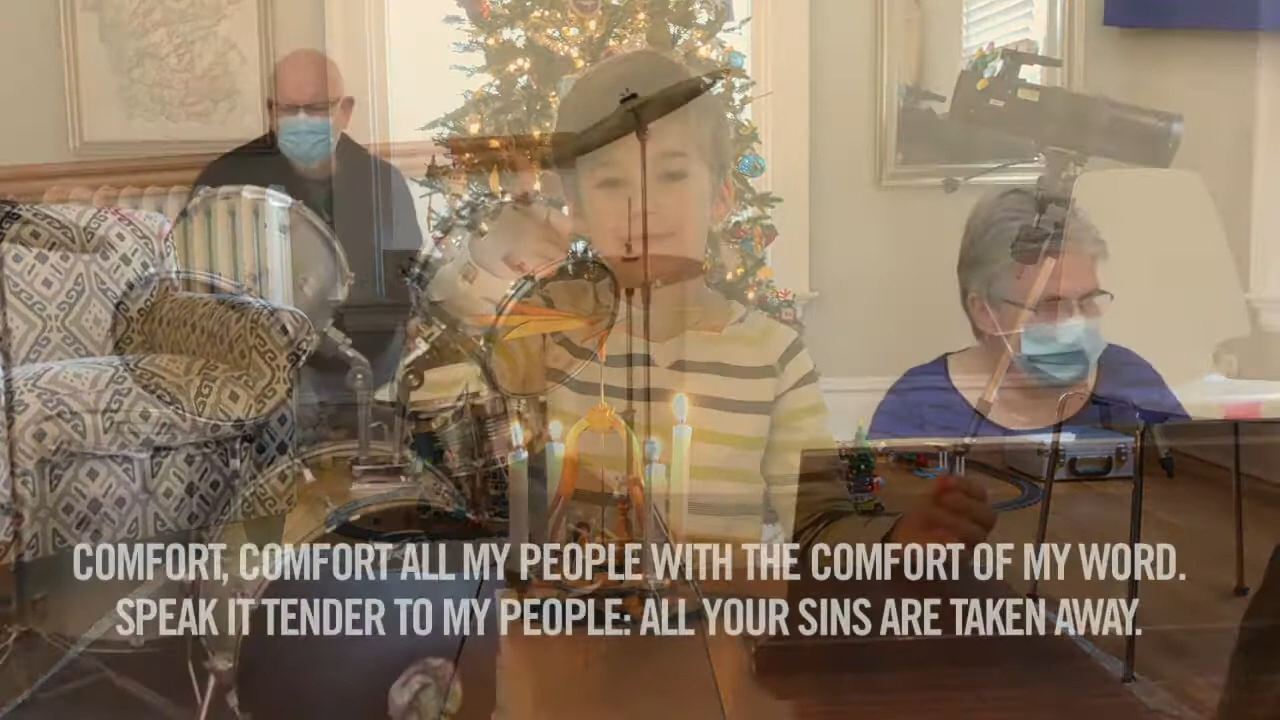 COMFORT, COMFORT ALL MY PEOPLE WITH THE COMFORT OF MY WORD.
SPEAK IT TENDER TO MY PEOPLE: ALL YOUR SINS ARE TAKEN AWAY.